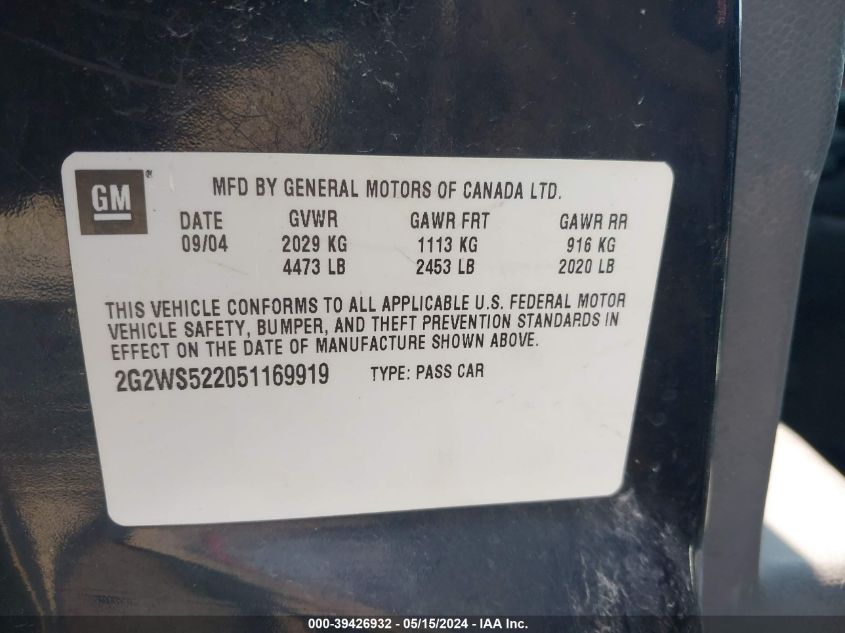 GM ® MFD BY GENERAL MOTORS OF CANADA LTD.
DATE GVWR GAWR FRT GAWR RR
09/04 2029 KG 1113 KG 916 KG
4473 LB 2453 LB 2020 LB
THIS VEHICLE CONFORMS TO ALL APPLICABLE U.S. FEDERAL MOTOR
VEHICLE SAFETY, BUMPER, AND THEFT PREVENTION STANDARDS IN
EFFECT ON THE DATE OF MANUFACTURE SHOWN ABOVE.
2G2WS522051169919 TYPE: PASS CAR
000-39426932 - 05/15/2024 - IAA Inc.